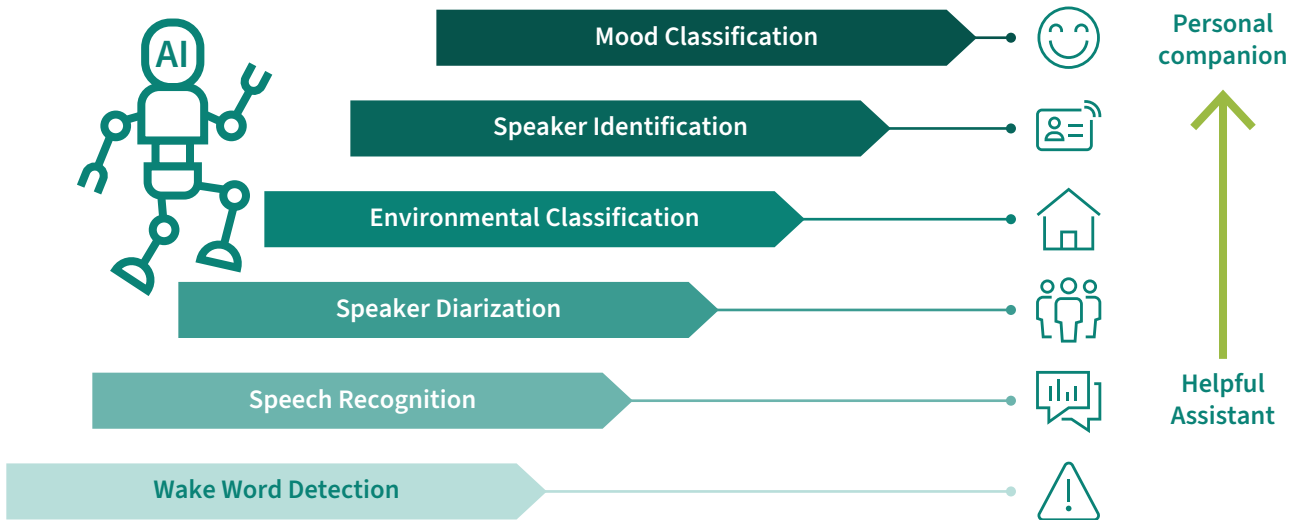 AI
Mood Classification
Personal
companion
Speaker Identification
Environmental Classification
Speaker Diarization
Speech Recognition
Helpful
Assistant
Wake Word Detection